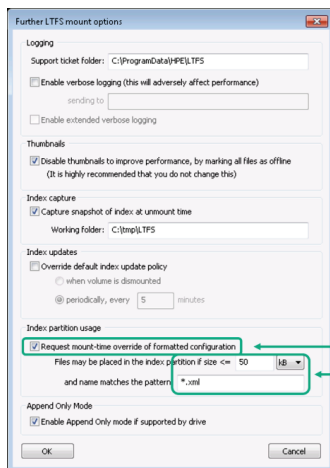 Further LTFS mount options
Logging
Support ticket folder: C:\ProgramData\HPE\LTFS
Enable verbose logging (this will adversely affect performance)
sending to
Enable extended verbose logging
Thumbnails
Disable thumbnails to improve performance, by marking all files as offline
(It is highly recommended that you do not change this)
Index capture
Capture snapshot of index at unmount time
Working folder: C:\tmp\LTFS
Index updates
Override default index update policy
when volume is dismounted
periodically, every 5 minutes
Index partition usage
Request mount-time override of formatted configuration
Files may be placed in the index partition if size <= 50 kB
and name matches the pattern *.xml
Append Only Mode
Enable Append Only mode if supported by drive
OK Cancel